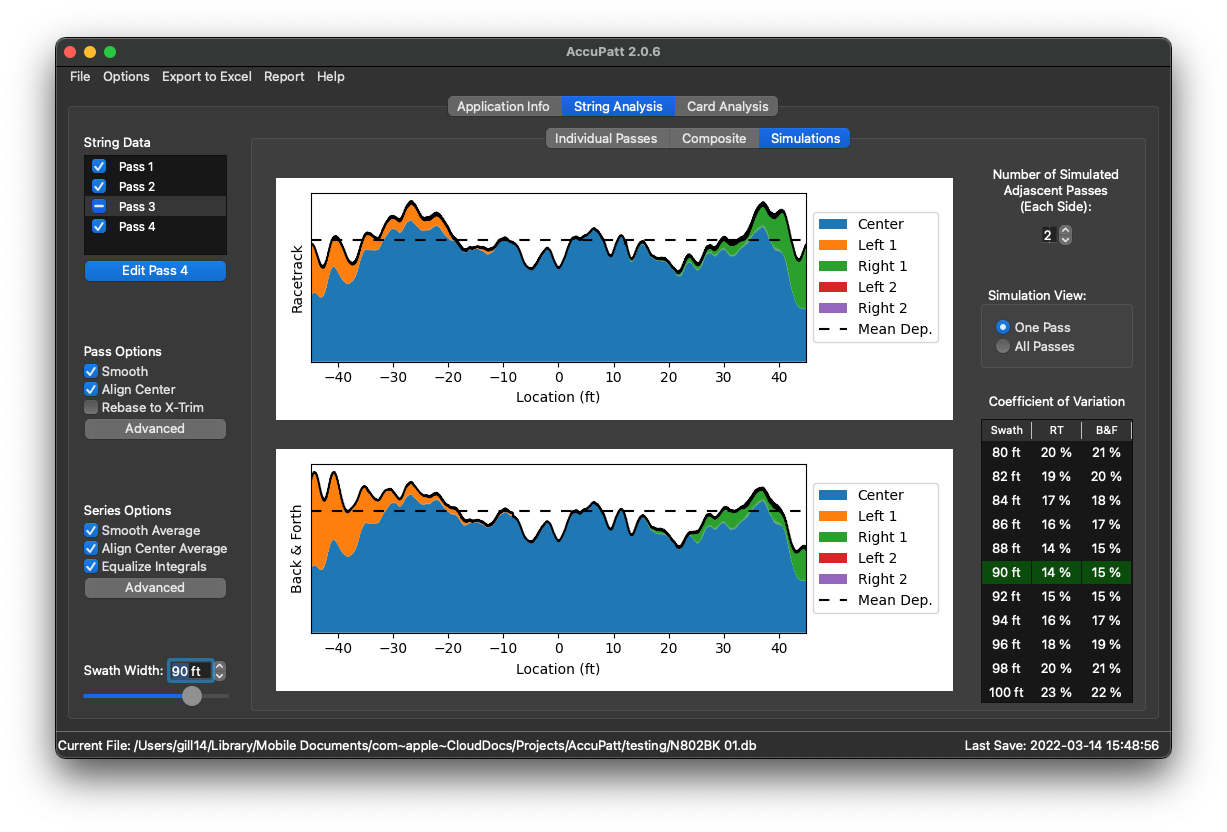 AccuPatt 2.0.6
File Options Export to Excel Report Help
Application Info String Analysis Card Analysis
Individual Passes Composite Simulations
String Data
Pass 1
Pass 2
Pass 3
Pass 4
Edit Pass 4
Pass Options
Smooth
Align Center
Rebase to X-Trim
Advanced
Series Options
Smooth Average
Align Center Average
Equalize Integrals
Advanced
Swath Width: 90 ft
Racetrack
−40 −30 −20 −10 0 10 20 30 40
Location (ft)
Center
Left 1
Right 1
Left 2
Right 2
Mean Dep.
Back & Forth
−40 −30 −20 −10 0 10 20 30 40
Location (ft)
Center
Left 1
Right 1
Left 2
Right 2
Mean Dep.
Number of Simulated
Adjascent Passes
(Each Side):
2
Simulation View:
One Pass
All Passes
Coefficient of Variation
Swath RT B&F
80 ft 20 % 21 %
82 ft 19 % 20 %
84 ft 17 % 18 %
86 ft 16 % 17 %
88 ft 14 % 15 %
90 ft 14 % 15 %
92 ft 15 % 15 %
94 ft 16 % 17 %
96 ft 18 % 19 %
98 ft 20 % 21 %
100 ft 23 % 22 %
Current File: /Users/gill14/Library/Mobile Documents/com~apple~CloudDocs/Projects/AccuPatt/testing/N802BK 01.db
Last Save: 2022-03-14 15:48:56